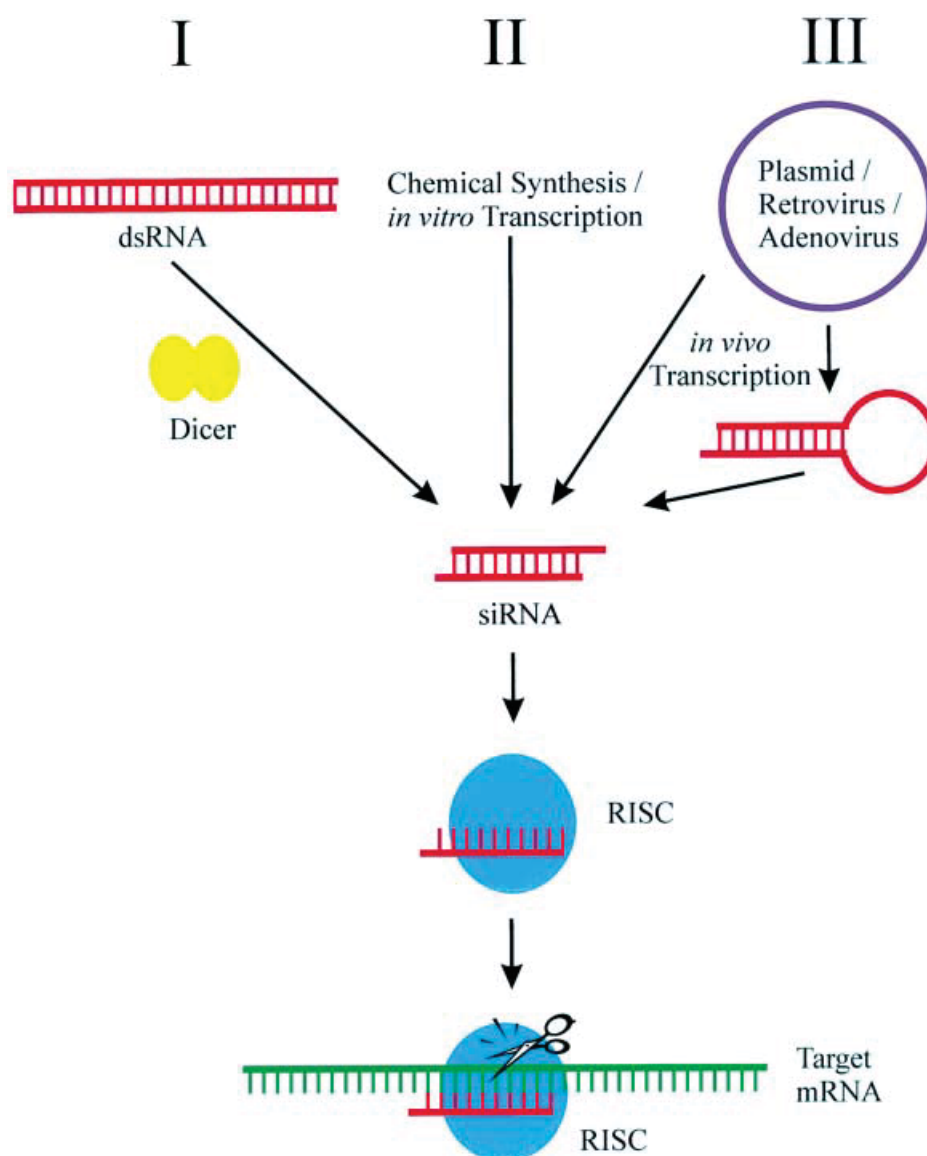 I
II
III
dsRNA
Chemical Synthesis /
in vitro Transcription
Plasmid /
Retrovirus /
Adenovirus
Dicer
in vivo
Transcription
siRNA
RISC
Target
mRNA
RISC